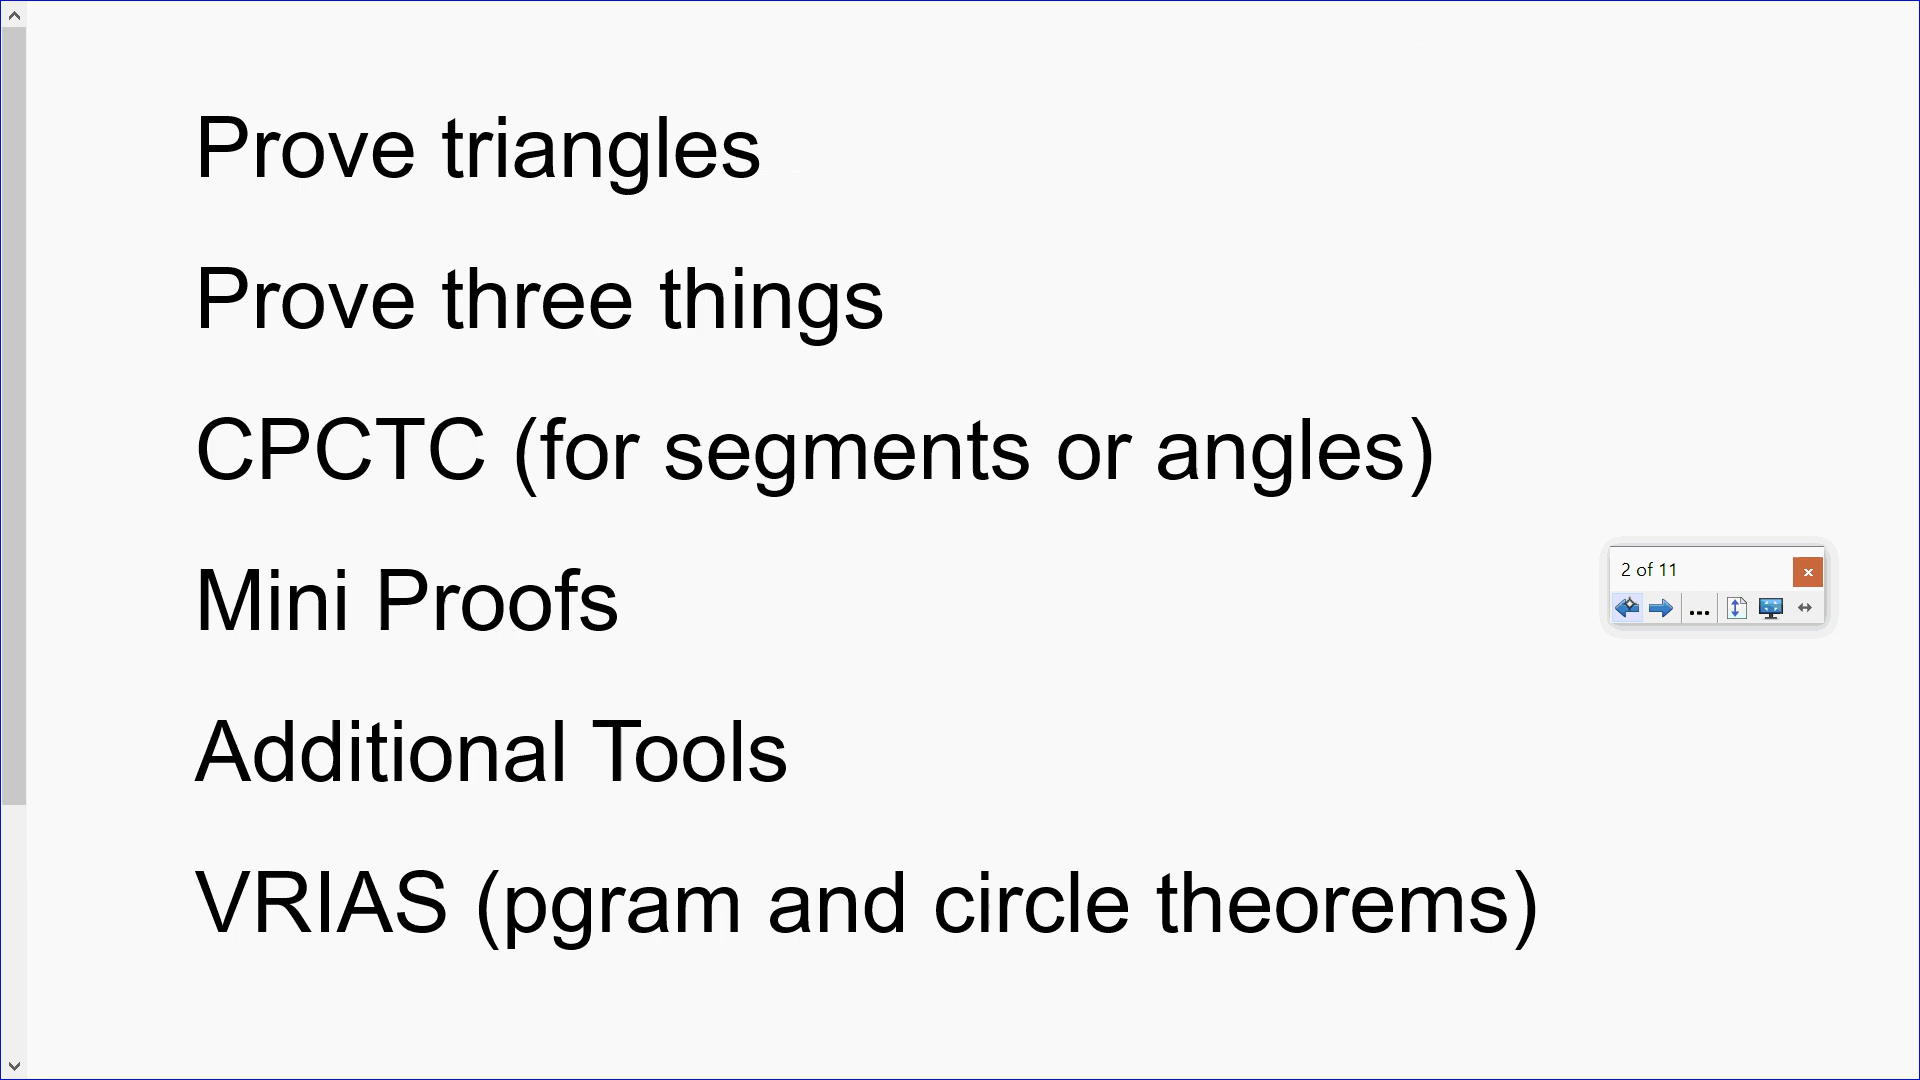 Prove triangles
Prove three things
CPCTC (for segments or angles)
Mini Proofs
Additional Tools
VRIAS (pgram and circle theorems)
2 of 11